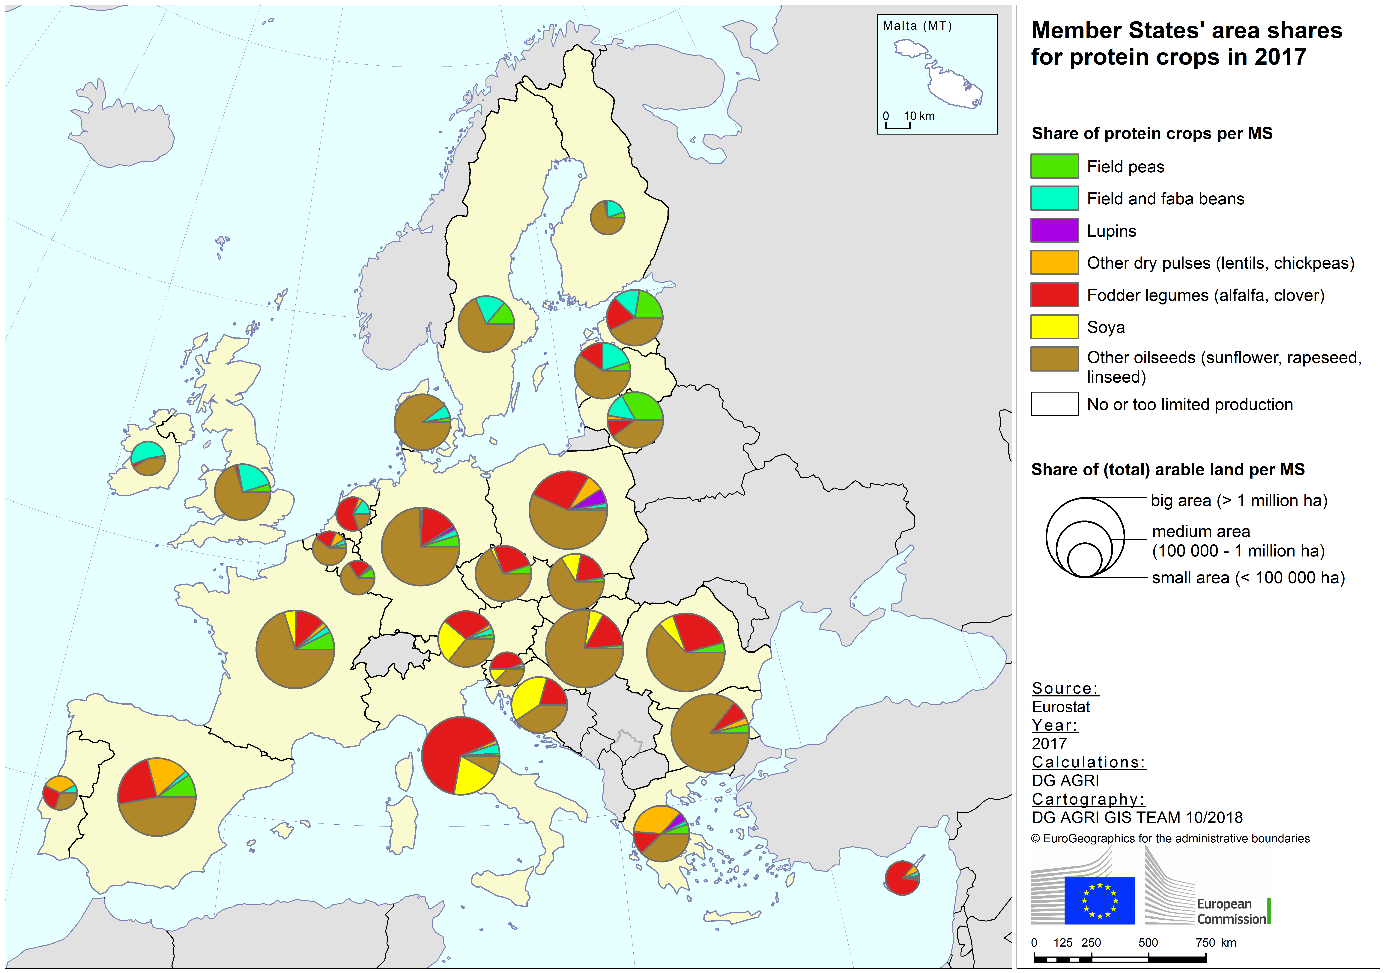 Malta (MT)
0 10 km
Member States' area shares
for protein crops in 2017
Share of protein crops per MS
Field peas
Field and faba beans
Lupins
Other dry pulses (lentils, chickpeas)
Fodder legumes (alfalfa, clover)
Soya
Other oilseeds (sunflower, rapeseed,
linseed)
No or too limited production
Share of (total) arable land per MS
big area (> 1 million ha)
medium area
(100 000 - 1 million ha)
small area (< 100 000 ha)
Source:
Eurostat
Year:
2017
Calculations:
DG AGRI
Cartography:
DG AGRI GIS TEAM 10/2018
© EuroGeographics for the administrative boundaries
European
Commission
0 125 250 500 750 km